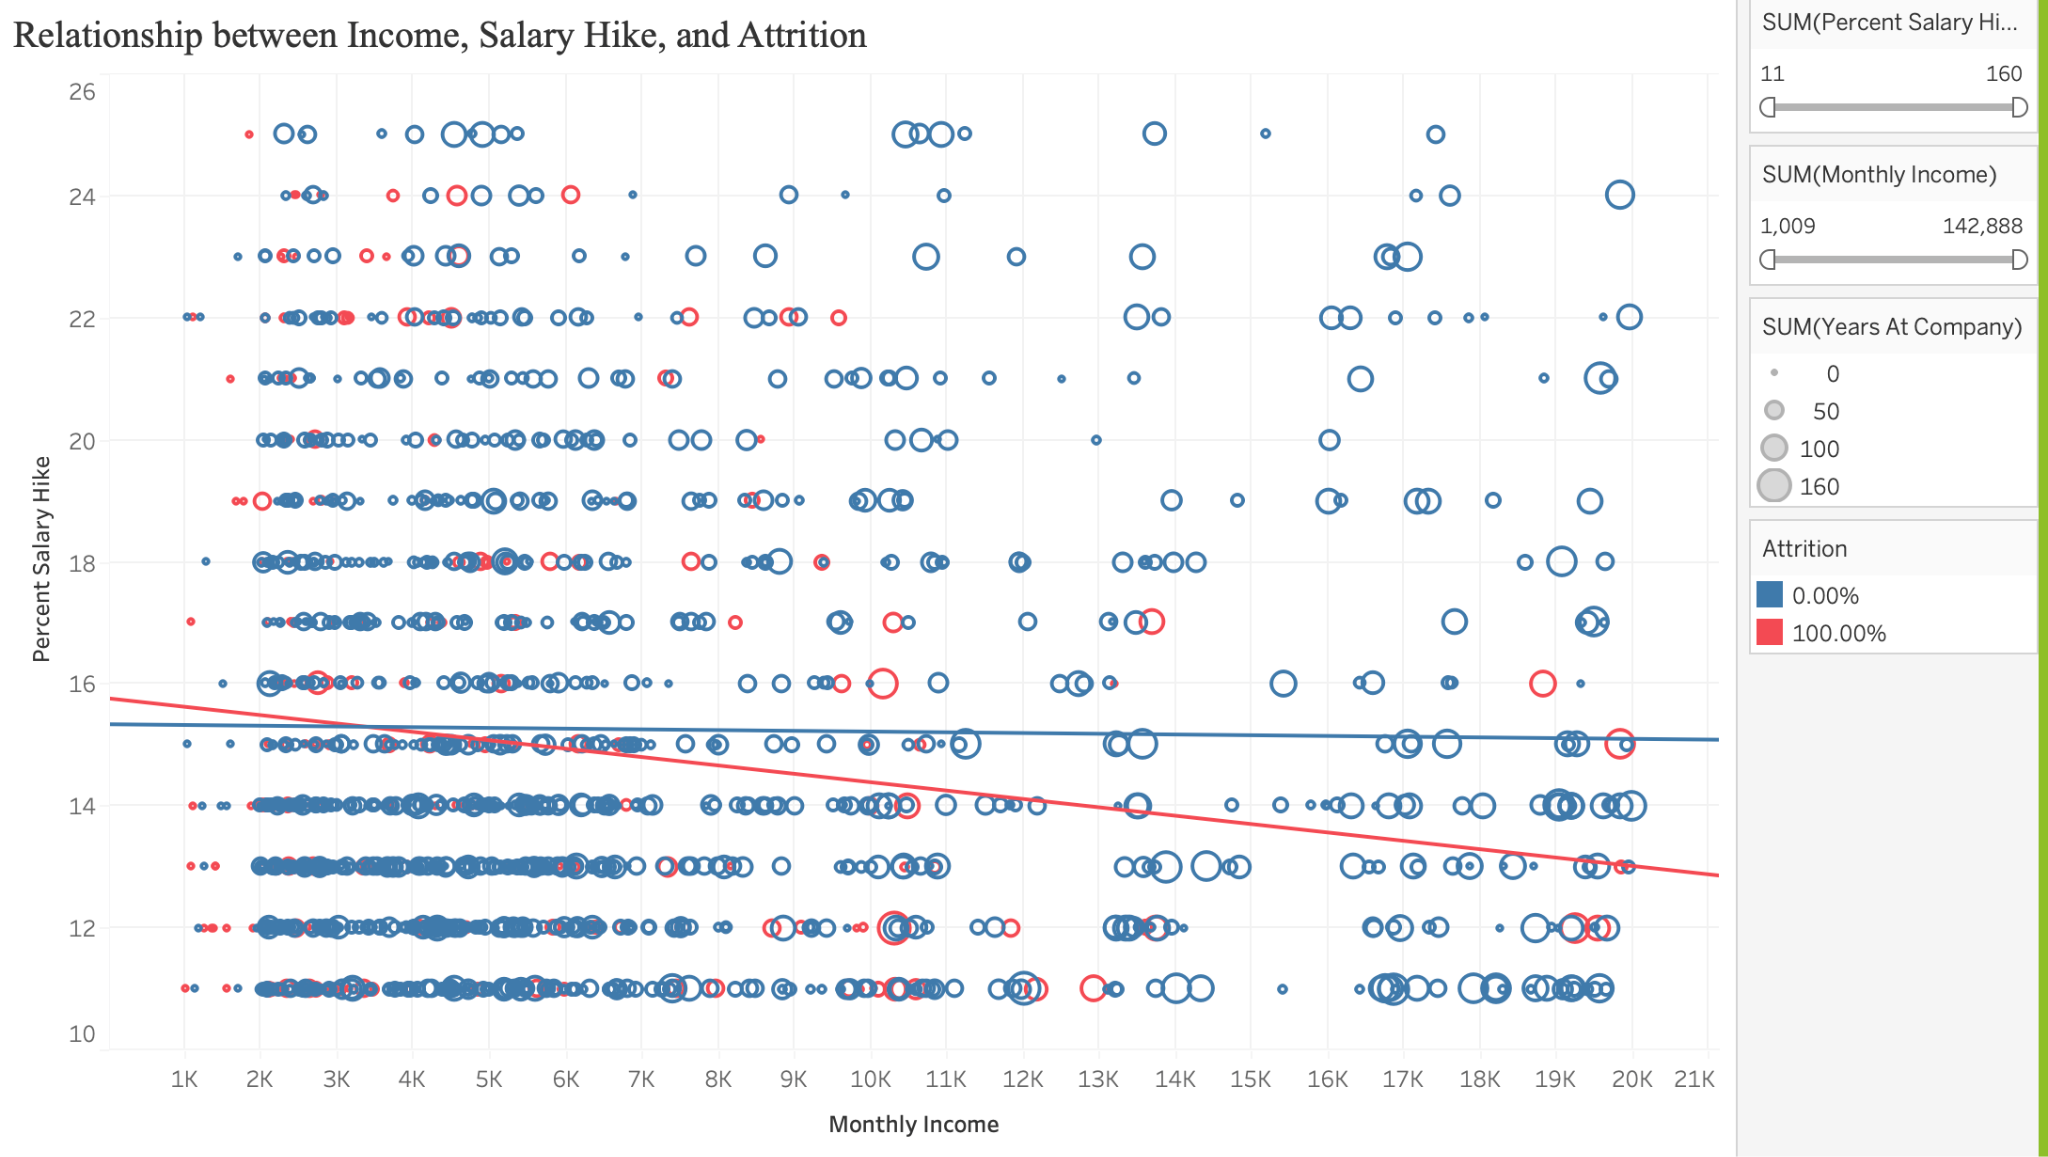 Relationship between Income, Salary Hike, and Attrition
SUM(Percent Salary Hi...
11 160
SUM(Monthly Income)
1,009 142,888
SUM(Years At Company)
0
50
100
160
Attrition
0.00%
100.00%
Percent Salary Hike
26
24
22
20
18
16
14
12
10
1K 2K 3K 4K 5K 6K 7K 8K 9K 10K 11K 12K 13K 14K 15K 16K 17K 18K 19K 20K 21K
Monthly Income